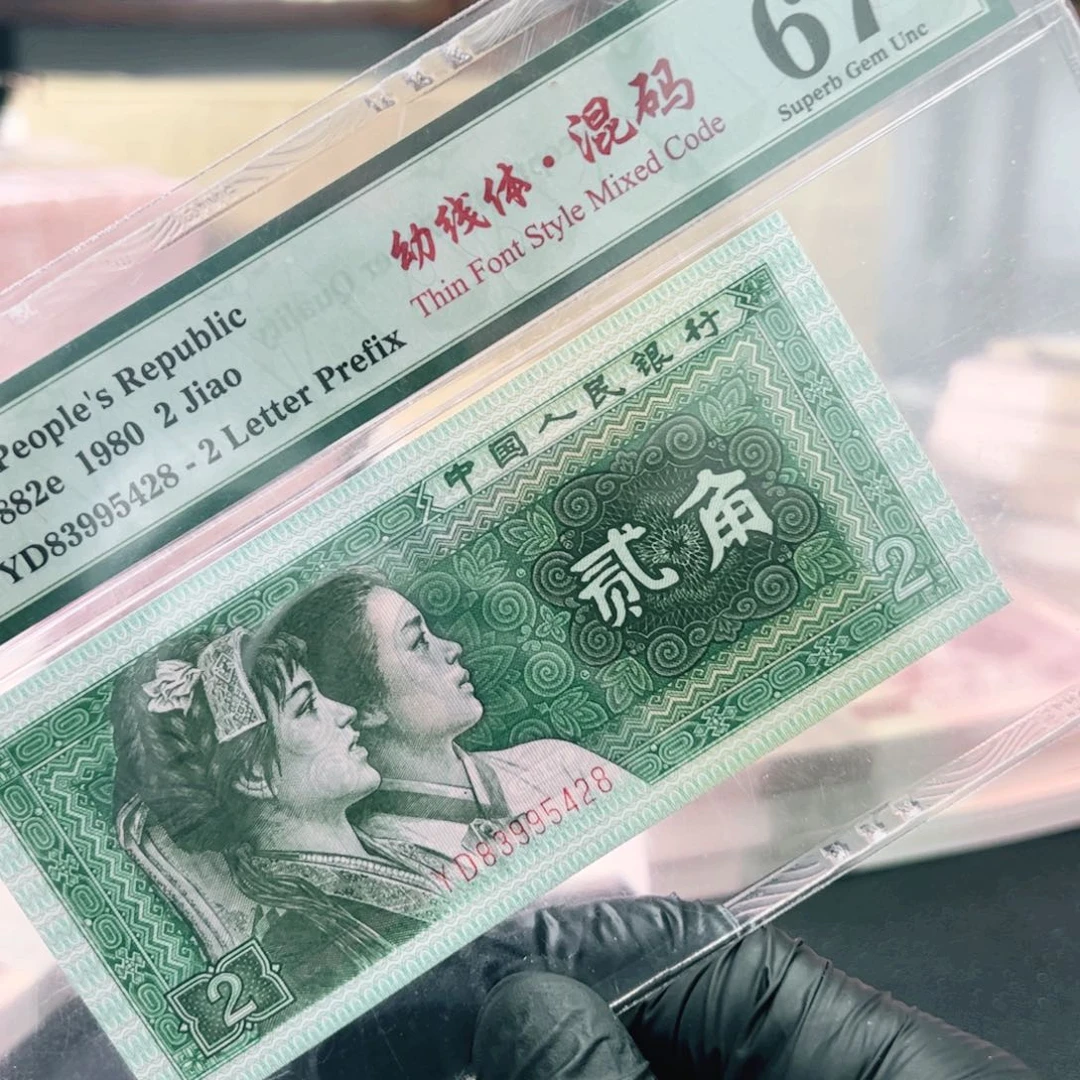 67
Superb Gem Unc
幼线体·混码
Thin Font Style Mixed Code
People's Republic
882e 1980 2 Jiao
YD83995428 - 2 Letter Prefix
中国人民银行
贰角
2
YD83995428
2